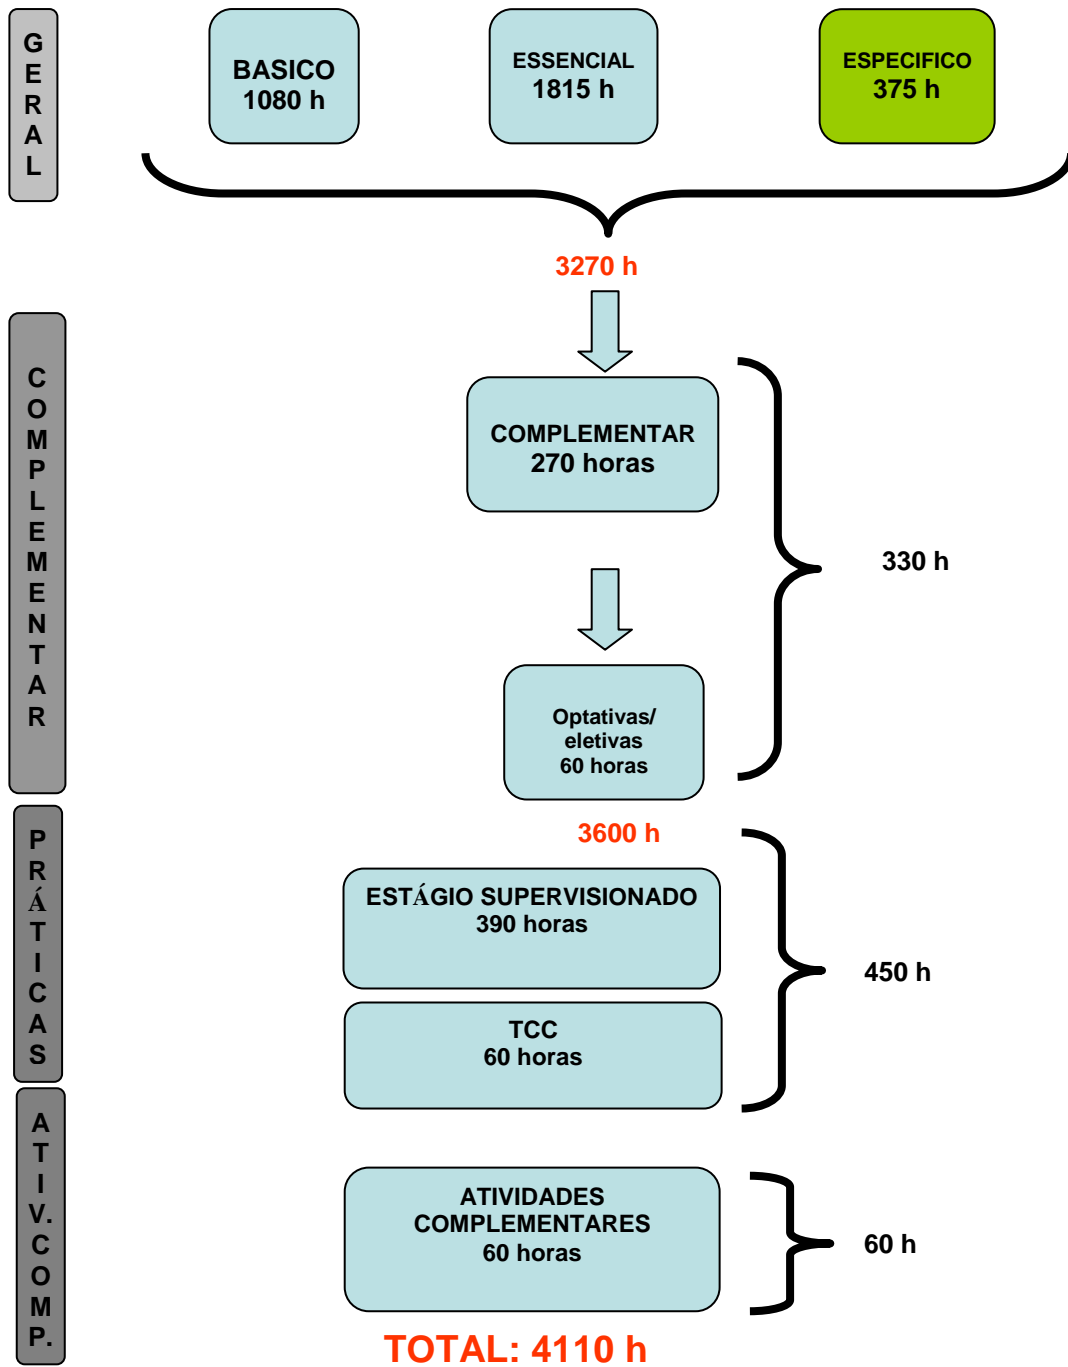 GERAL
BASICO
1080 h
ESSENCIAL
1815 h
ESPECIFICO
375 h
3270 h
COMPLEMENTAR
COMPLEMENTAR
270 horas
330 h
Optativas/
eletivas
60 horas
3600 h
PRÁTICAS
ESTÁGIO SUPERVISIONADO
390 horas
450 h
TCC
60 horas
ATIV.COMP.
ATIVIDADES
COMPLEMENTARES
60 horas
60 h
TOTAL: 4110 h